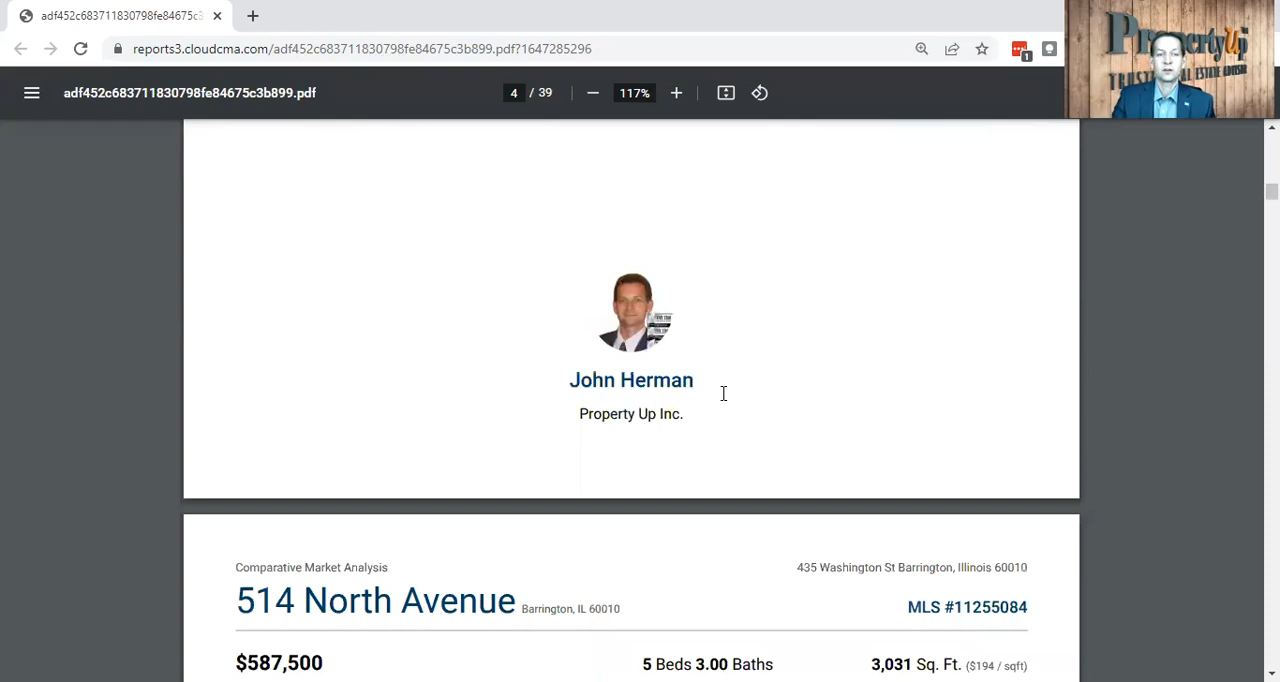 adf452c683711830798fe84675c3
reports3.cloudcma.com/adf452c683711830798fe84675c3b899.pdf?1647285296
1
PropertyUp
adf452c683711830798fe84675c3b899.pdf
4 / 39
117%
John Herman
Property Up Inc.
Comparative Market Analysis
435 Washington St Barrington, Illinois 60010
514 North Avenue Barrington, IL 60010
MLS #11255084
$587,500
5 Beds 3.00 Baths
3,031 Sq. Ft. ($194 / sqft)